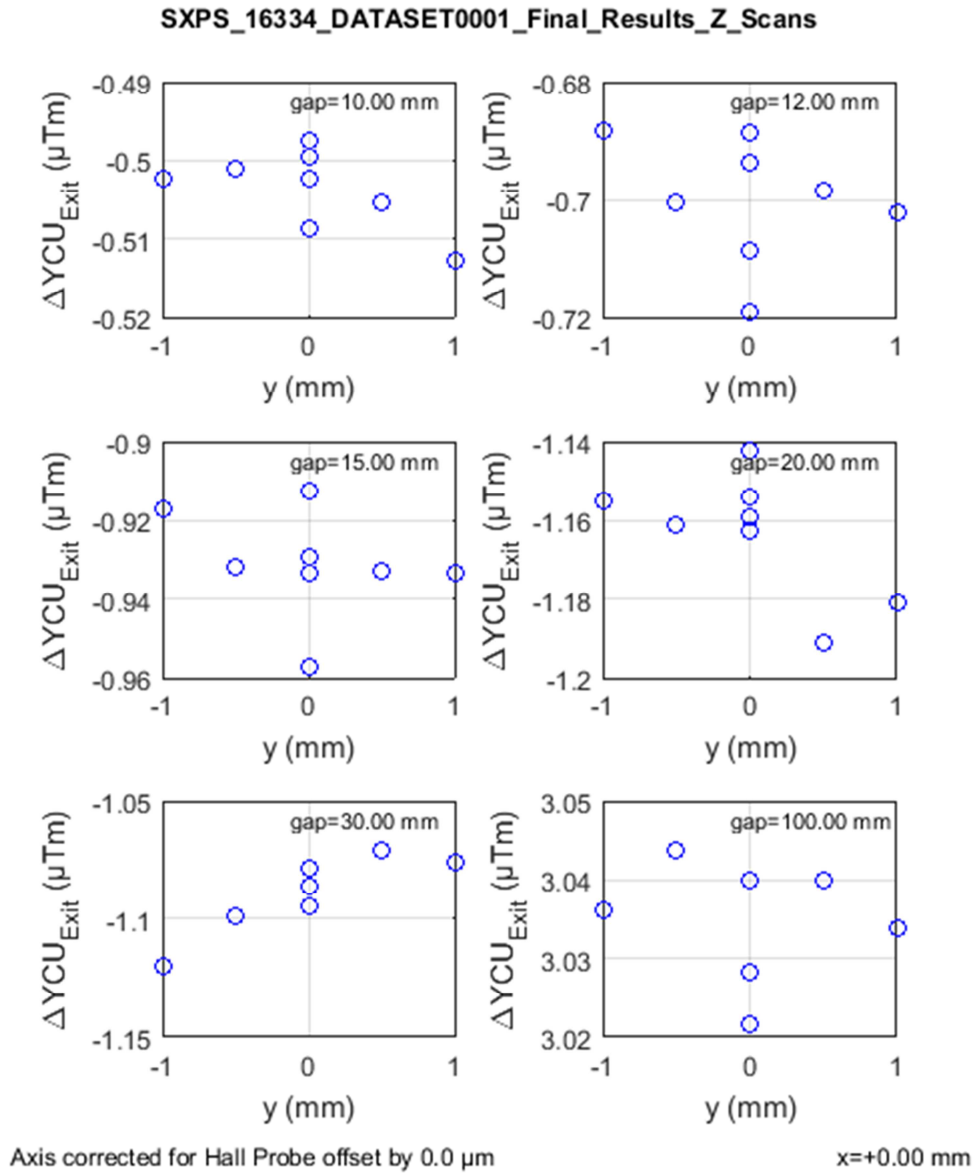 SXPS_16334_DATASET0001_Final_Results_Z_Scans
gap=10.00 mm
ΔYCU_Exit (µTm)
-0.49
-0.5
-0.51
-0.52
-1 0 1
y (mm)
gap=12.00 mm
ΔYCU_Exit (µTm)
-0.68
-0.7
-0.72
-1 0 1
y (mm)
gap=15.00 mm
ΔYCU_Exit (µTm)
-0.9
-0.92
-0.94
-0.96
-1 0 1
y (mm)
gap=20.00 mm
ΔYCU_Exit (µTm)
-1.14
-1.16
-1.18
-1.2
-1 0 1
y (mm)
gap=30.00 mm
ΔYCU_Exit (µTm)
-1.05
-1.1
-1.15
-1 0 1
y (mm)
gap=100.00 mm
ΔYCU_Exit (µTm)
3.05
3.04
3.03
3.02
-1 0 1
y (mm)
Axis corrected for Hall Probe offset by 0.0 µm
x=+0.00 mm